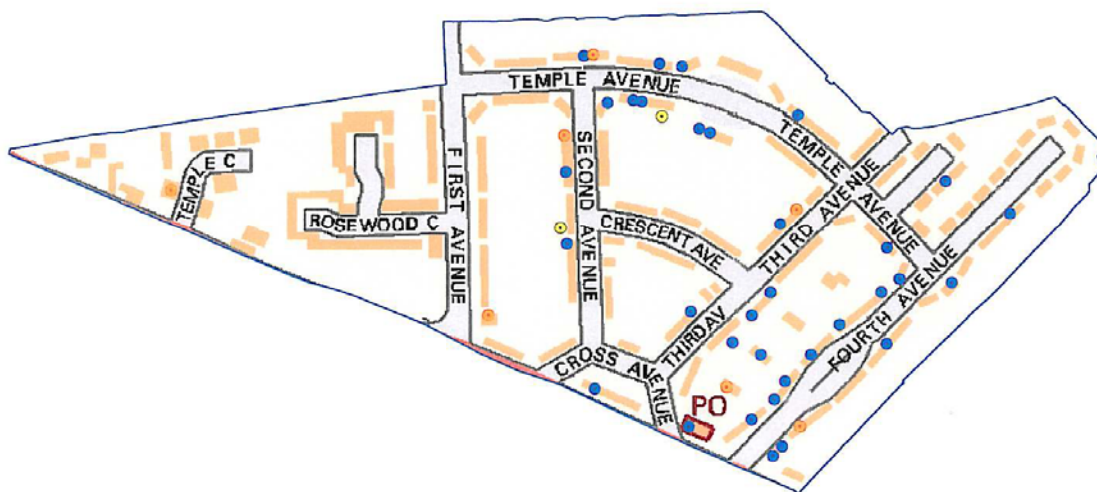 TEMPLE AVENUE
TEMPLE AVENUE
TEMPLE C
FIRST AVENUE
SECOND AVENUE
ROSEWOOD C
CRESCENT AVE
THIRD AVENUE
THIRD AV
FOURTH AVENUE
CROSS AVENUE
PO